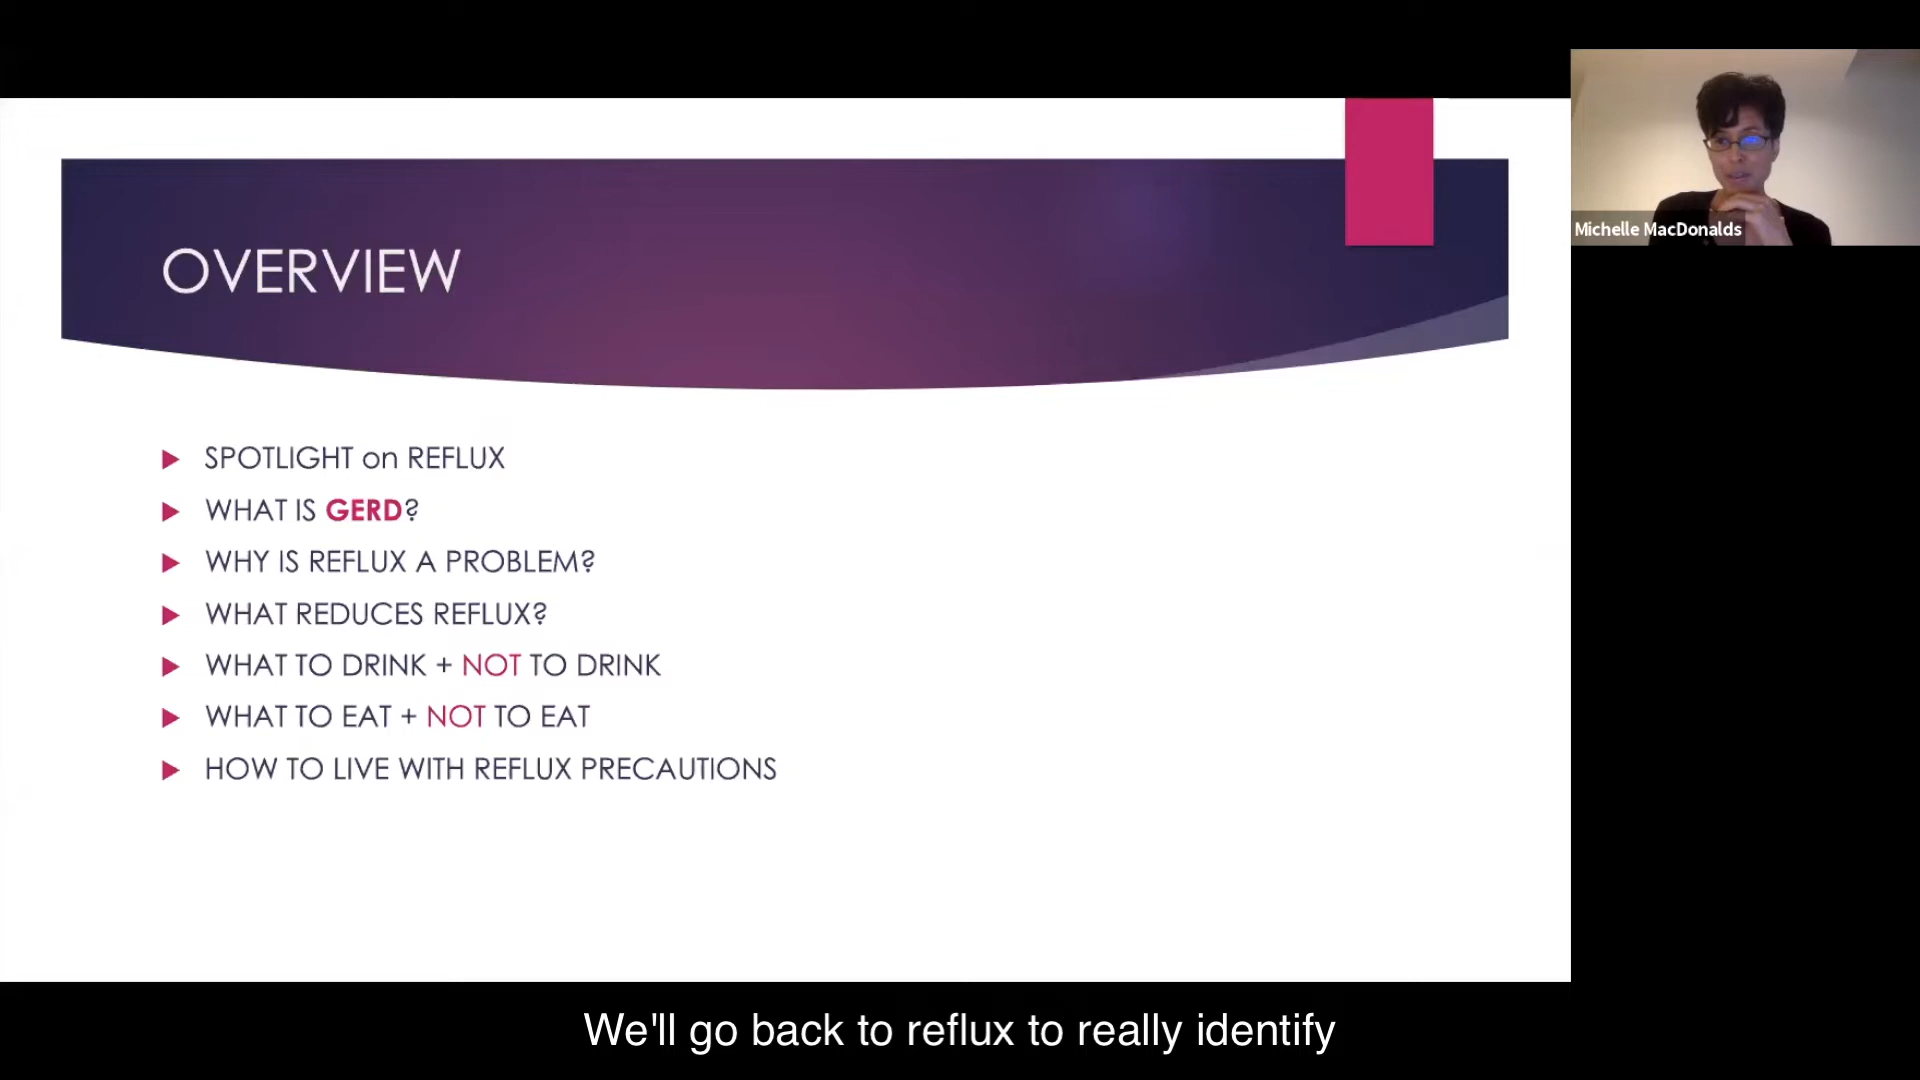 OVERVIEW
SPOTLIGHT on REFLUX
WHAT IS GERD?
WHY IS REFLUX A PROBLEM?
WHAT REDUCES REFLUX?
WHAT TO DRINK + NOT TO DRINK
WHAT TO EAT + NOT TO EAT
HOW TO LIVE WITH REFLUX PRECAUTIONS
Michelle MacDonalds
We'll go back to reflux to really identify